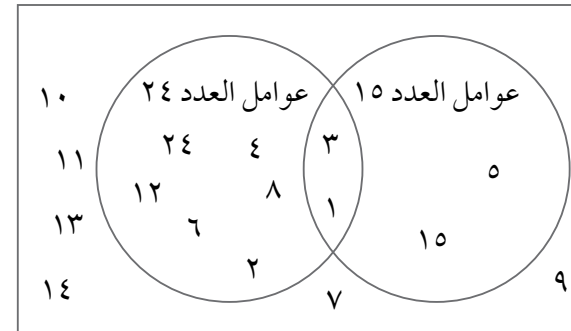 عوامل العدد ١٥ عوامل العدد ٢٤ ١٠
٣ ٤ ٢٤
٥ ١١
١ ٨ ١٢
١٥ ٦ ١٣
٢
٩ ٧ ١٤